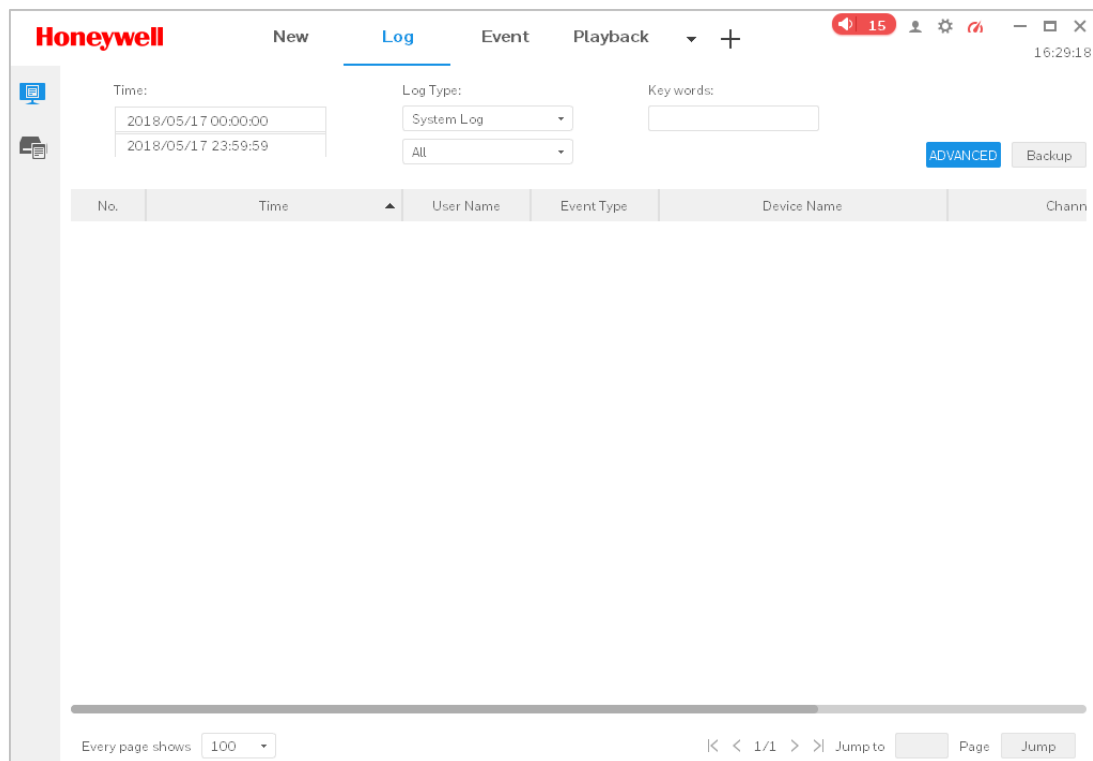 Honeywell New Log Event Playback 15
16:29:18
Time: Log Type: Key words:
2018/05/17 00:00:00 System Log
2018/05/17 23:59:59 All ADVANCED Backup
No. Time User Name Event Type Device Name Chann
Every page shows 100 1/1 Jump to Page Jump